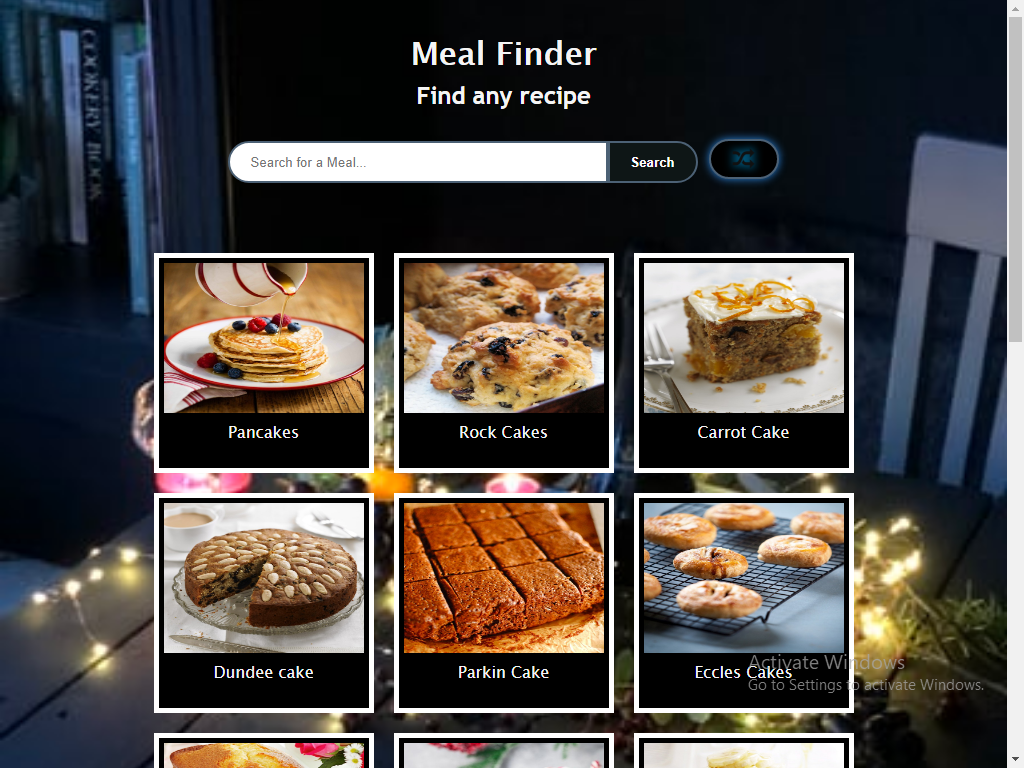 COOKERY BOOK
Meal Finder
Find any recipe
Search for a Meal...
Search
Pancakes
Rock Cakes
Carrot Cake
Dundee cake
Parkin Cake
Eccles Cakes
Activate Windows
Go to Settings to activate Windows.